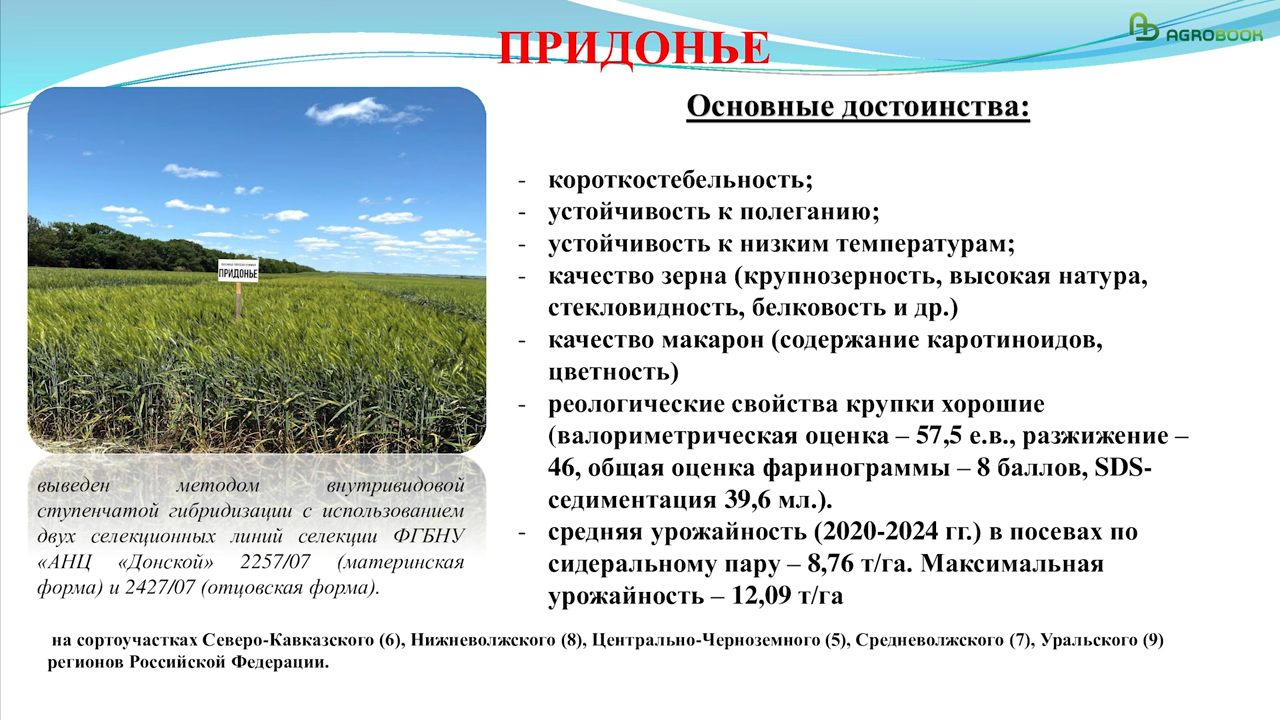 ПРИДОНЬЕ
AGROBOOK
Основные достоинства:
- короткостебельность;
- устойчивость к полеганию;
- устойчивость к низким температурам;
- качество зерна (крупнозерность, высокая натура,
стекловидность, белковость и др.)
- качество макарон (содержание каротиноидов,
цветность)
- реологические свойства крупки хорошие
(валориметрическая оценка – 57,5 е.в., разжижение –
46, общая оценка фаринограммы – 8 баллов, SDS-
седиментация 39,6 мл.).
- средняя урожайность (2020-2024 гг.) в посевах по
сидеральному пару – 8,76 т/га. Максимальная
урожайность – 12,09 т/га
ПРИДОНЬЕ
выведен методом внутривидовой
ступенчатой гибридизации с использованием
двух селекционных линий селекции ФГБНУ
«АНЦ «Донской» 2257/07 (материнская
форма) и 2427/07 (отцовская форма).
на сортоучастках Северо-Кавказского (6), Нижневолжского (8), Центрально-Черноземного (5), Средневолжского (7), Уральского (9)
регионов Российской Федерации.